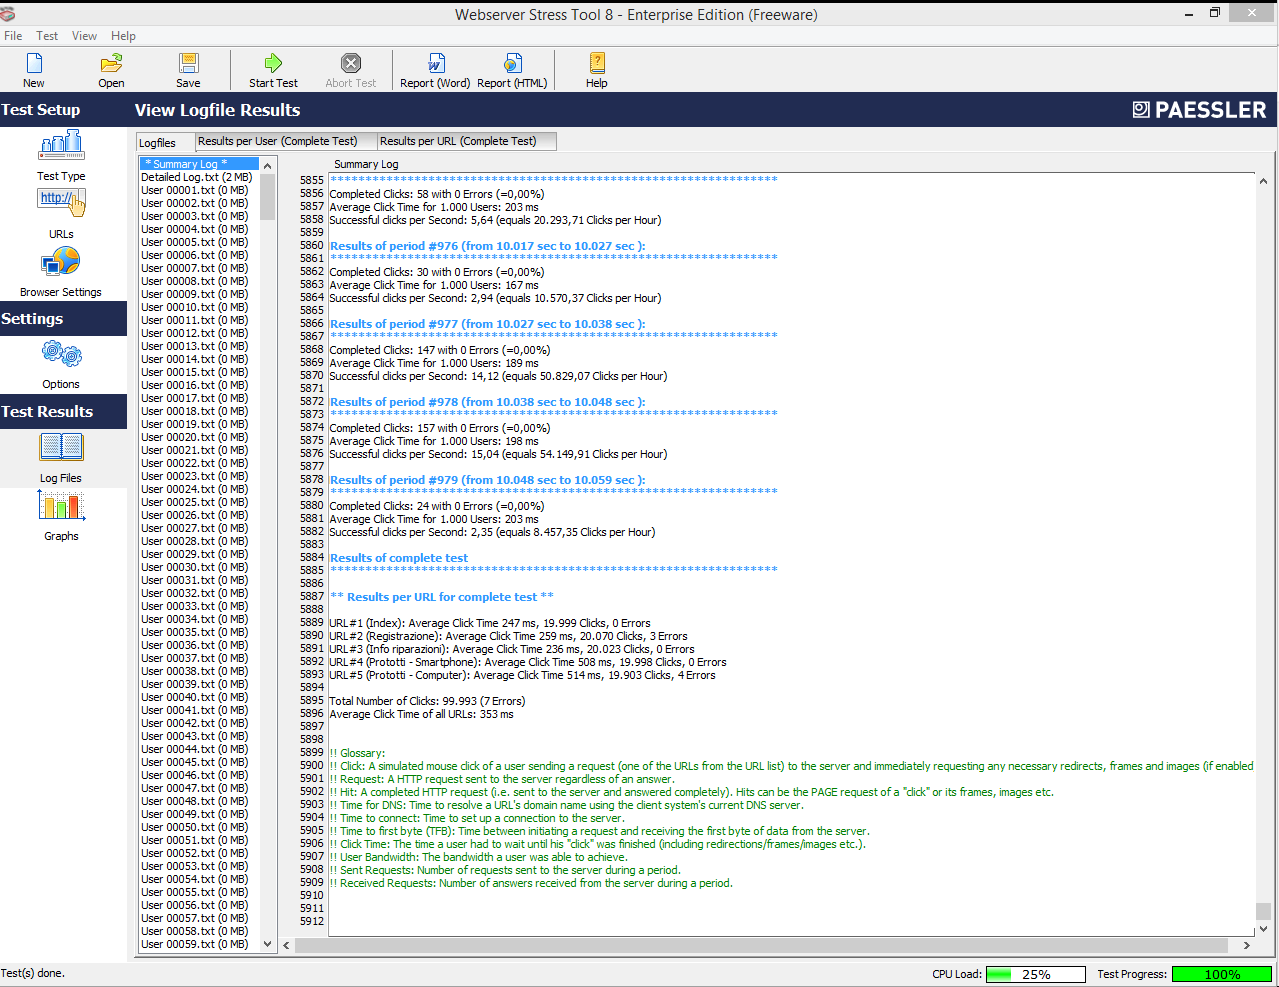 Webserver Stress Tool 8 - Enterprise Edition (Freeware)
File Test View Help
New Open Save Start Test Abort Test Report (Word) Report (HTML) Help
Test Setup
View Logfile Results
PAESSLER
Test Type
http://
URLs
Browser Settings
Settings
Options
Test Results
Log Files
Graphs
Logfiles
Results per User (Complete Test)
Results per URL (Complete Test)
* Summary Log *
Detailed Log.txt (2 MB)
User 00001.txt (0 MB)
User 00002.txt (0 MB)
User 00003.txt (0 MB)
User 00004.txt (0 MB)
User 00005.txt (0 MB)
User 00006.txt (0 MB)
User 00007.txt (0 MB)
User 00008.txt (0 MB)
User 00009.txt (0 MB)
User 00010.txt (0 MB)
User 00011.txt (0 MB)
User 00012.txt (0 MB)
User 00013.txt (0 MB)
User 00014.txt (0 MB)
User 00015.txt (0 MB)
User 00016.txt (0 MB)
User 00017.txt (0 MB)
User 00018.txt (0 MB)
User 00019.txt (0 MB)
User 00020.txt (0 MB)
User 00021.txt (0 MB)
User 00022.txt (0 MB)
User 00023.txt (0 MB)
User 00024.txt (0 MB)
User 00025.txt (0 MB)
User 00026.txt (0 MB)
User 00027.txt (0 MB)
User 00028.txt (0 MB)
User 00029.txt (0 MB)
User 00030.txt (0 MB)
User 00031.txt (0 MB)
User 00032.txt (0 MB)
User 00033.txt (0 MB)
User 00034.txt (0 MB)
User 00035.txt (0 MB)
User 00036.txt (0 MB)
User 00037.txt (0 MB)
User 00038.txt (0 MB)
User 00039.txt (0 MB)
User 00040.txt (0 MB)
User 00041.txt (0 MB)
User 00042.txt (0 MB)
User 00043.txt (0 MB)
User 00044.txt (0 MB)
User 00045.txt (0 MB)
User 00046.txt (0 MB)
User 00047.txt (0 MB)
User 00048.txt (0 MB)
User 00049.txt (0 MB)
User 00050.txt (0 MB)
User 00051.txt (0 MB)
User 00052.txt (0 MB)
User 00053.txt (0 MB)
User 00054.txt (0 MB)
User 00055.txt (0 MB)
User 00056.txt (0 MB)
User 00057.txt (0 MB)
User 00058.txt (0 MB)
User 00059.txt (0 MB)
Summary Log
5855 ****************************************************************
5856 Completed Clicks: 58 with 0 Errors (=0,00%)
5857 Average Click Time for 1.000 Users: 203 ms
5858 Successful clicks per Second: 5,64 (equals 20.293,71 Clicks per Hour)
5859
5860 Results of period #976 (from 10.017 sec to 10.027 sec ):
5861 ****************************************************************
5862 Completed Clicks: 30 with 0 Errors (=0,00%)
5863 Average Click Time for 1.000 Users: 167 ms
5864 Successful clicks per Second: 2,94 (equals 10.570,37 Clicks per Hour)
5865
5866 Results of period #977 (from 10.027 sec to 10.038 sec ):
5867 ****************************************************************
5868 Completed Clicks: 147 with 0 Errors (=0,00%)
5869 Average Click Time for 1.000 Users: 189 ms
5870 Successful clicks per Second: 14,12 (equals 50.829,07 Clicks per Hour)
5871
5872 Results of period #978 (from 10.038 sec to 10.048 sec ):
5873 ****************************************************************
5874 Completed Clicks: 157 with 0 Errors (=0,00%)
5875 Average Click Time for 1.000 Users: 198 ms
5876 Successful clicks per Second: 15,04 (equals 54.149,91 Clicks per Hour)
5877
5878 Results of period #979 (from 10.048 sec to 10.059 sec ):
5879 ****************************************************************
5880 Completed Clicks: 24 with 0 Errors (=0,00%)
5881 Average Click Time for 1.000 Users: 203 ms
5882 Successful clicks per Second: 2,35 (equals 8.457,35 Clicks per Hour)
5883
5884 Results of complete test
5885 ****************************************************************
5886
5887 ** Results per URL for complete test **
5888
5889 URL#1 (Index): Average Click Time 247 ms, 19.999 Clicks, 0 Errors
5890 URL#2 (Registrazione): Average Click Time 259 ms, 20.070 Clicks, 3 Errors
5891 URL#3 (Info riparazioni): Average Click Time 236 ms, 20.023 Clicks, 0 Errors
5892 URL#4 (Prototti - Smartphone): Average Click Time 508 ms, 19.998 Clicks, 0 Errors
5893 URL#5 (Prototti - Computer): Average Click Time 514 ms, 19.903 Clicks, 4 Errors
5894
5895 Total Number of Clicks: 99.993 (7 Errors)
5896 Average Click Time of all URLs: 353 ms
5897
5898
5899 !! Glossary:
5900 !! Click: A simulated mouse click of a user sending a request (one of the URLs from the URL list) to the server and immediately requesting any necessary redirects, frames and images (if enabled
5901 !! Request: A HTTP request sent to the server regardless of an answer.
5902 !! Hit: A completed HTTP request (i.e. sent to the server and answered completely). Hits can be the PAGE request of a "click" or its frames, images etc.
5903 !! Time for DNS: Time to resolve a URL's domain name using the client system's current DNS server.
5904 !! Time to connect: Time to set up a connection to the server.
5905 !! Time to first byte (TFB): Time between initiating a request and receiving the first byte of data from the server.
5906 !! Click Time: The time a user had to wait until his "click" was finished (including redirections/frames/images etc.).
5907 !! User Bandwidth: The bandwidth a user was able to achieve.
5908 !! Sent Requests: Number of requests sent to the server during a period.
5909 !! Received Requests: Number of answers received from the server during a period.
5910
5911
5912
Test(s) done.
CPU Load: 25%
Test Progress: 100%